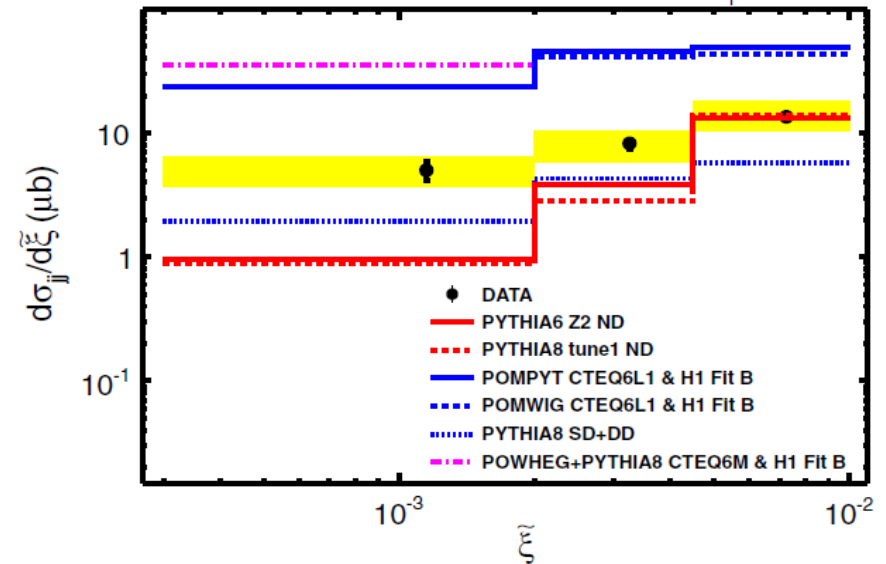 dσjj/dξ̃ (μb)
10
1
10-1
DATA
PYTHIA6 Z2 ND
PYTHIA8 tune1 ND
POMPYT CTEQ6L1 & H1 Fit B
POMWIG CTEQ6L1 & H1 Fit B
PYTHIA8 SD+DD
POWHEG+PYTHIA8 CTEQ6M & H1 Fit B
10-3
10-2
ξ̃